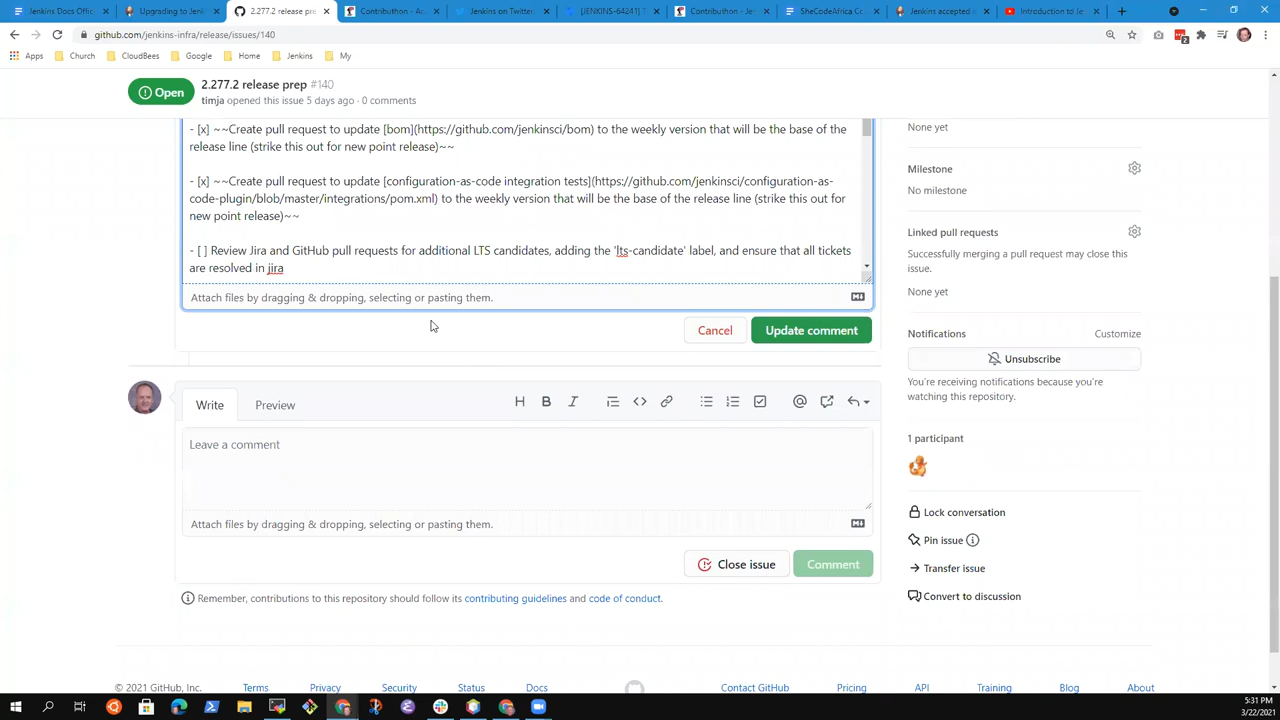 Jenkins Docs Offic
Upgrading to Jenk
2.277.2 release pre
Contributhon - Ac
Jenkins on Twitter
[JENKINS-64241] T
Contributhon - Jen
SheCodeAfrica.Co
Jenkins accepted i
Introduction to Je
github.com/jenkins-infra/release/issues/140
Apps
Church
CloudBees
Google
Home
Jenkins
My
Open
2.277.2 release prep #140
timja opened this issue 5 days ago · 0 comments
- [x] ~~Create pull request to update [bom](https://github.com/jenkinsci/bom) to the weekly version that will be the base of the
release line (strike this out for new point release)~~
- [x] ~~Create pull request to update [configuration-as-code integration tests](https://github.com/jenkinsci/configuration-as-
code-plugin/blob/master/integrations/pom.xml) to the weekly version that will be the base of the release line (strike this out for
new point release)~~
- [ ] Review Jira and GitHub pull requests for additional LTS candidates, adding the 'lts-candidate' label, and ensure that all tickets
are resolved in jira
Attach files by dragging & dropping, selecting or pasting them.
Cancel
Update comment
Write
Preview
Leave a comment
Attach files by dragging & dropping, selecting or pasting them.
Close issue
Comment
Remember, contributions to this repository should follow its contributing guidelines and code of conduct.
None yet
Milestone
No milestone
Linked pull requests
Successfully merging a pull request may close this
issue.
None yet
Notifications
Customize
Unsubscribe
You're receiving notifications because you're
watching this repository.
1 participant
Lock conversation
Pin issue
Transfer issue
Convert to discussion
© 2021 GitHub, Inc.
Terms
Privacy
Security
Status
Docs
Contact GitHub
Pricing
API
Training
Blog
About
5:31 PM
3/22/2021